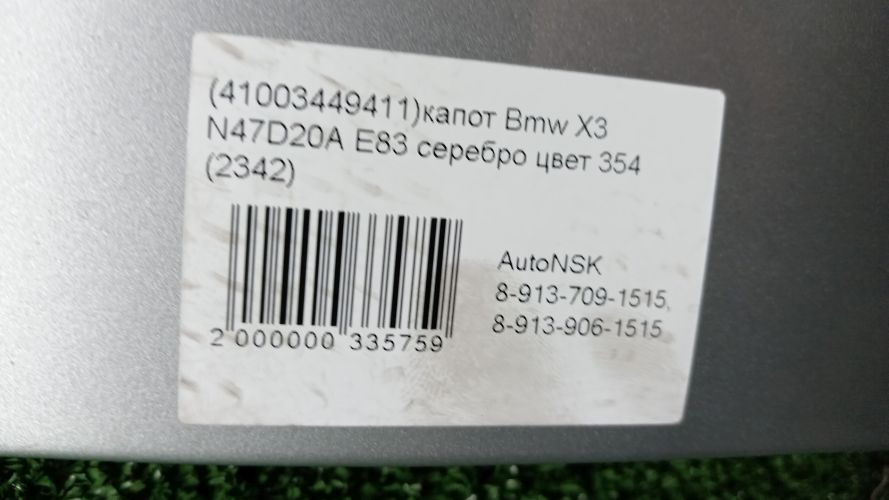 (41003449411)капот Bmw X3
N47D20A E83 серебро цвет 354
(2342)
AutoNSK
8-913-709-1515,
8-913-906-1515
2 000000 335759